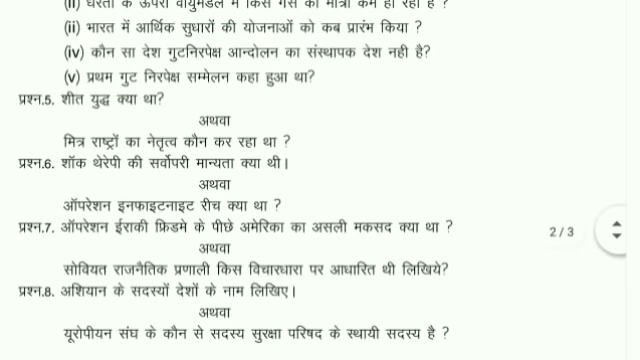 (ii) धरती के ऊपरी वायुमंडल में किस गैस की मात्रा कम हो रही है ?
(ii) भारत में आर्थिक सुधारों की योजनाओं को कब प्रारंभ किया ?
(iv) कौन सा देश गुटनिरपेक्ष आन्दोलन का संस्थापक देश नही है?
(v) प्रथम गुट निरपेक्ष सम्मेलन कहा हुआ था?
प्रश्न.5. शीत युद्ध क्या था?
अथवा
मित्र राष्ट्रों का नेतृत्व कौन कर रहा था ?
प्रश्न.6. शॉक थेरेपी की सर्वोपरी मान्यता क्या थी।
अथवा
ऑपरेशन इनफाइटनाइट रीच क्या था ?
प्रश्न.7. ऑपरेशन ईराकी फ्रिडमे के पीछे अमेरिका का असली मकसद क्या था ?
2 / 3
अथवा
सोवियत राजनैतिक प्रणाली किस विचारधारा पर आधारित थी लिखिये?
प्रश्न.8. अशियान के सदस्यों देशों के नाम लिखिए।
अथवा
यूरोपीयन संघ के कौन से सदस्य सुरक्षा परिषद के स्थायी सदस्य है ?